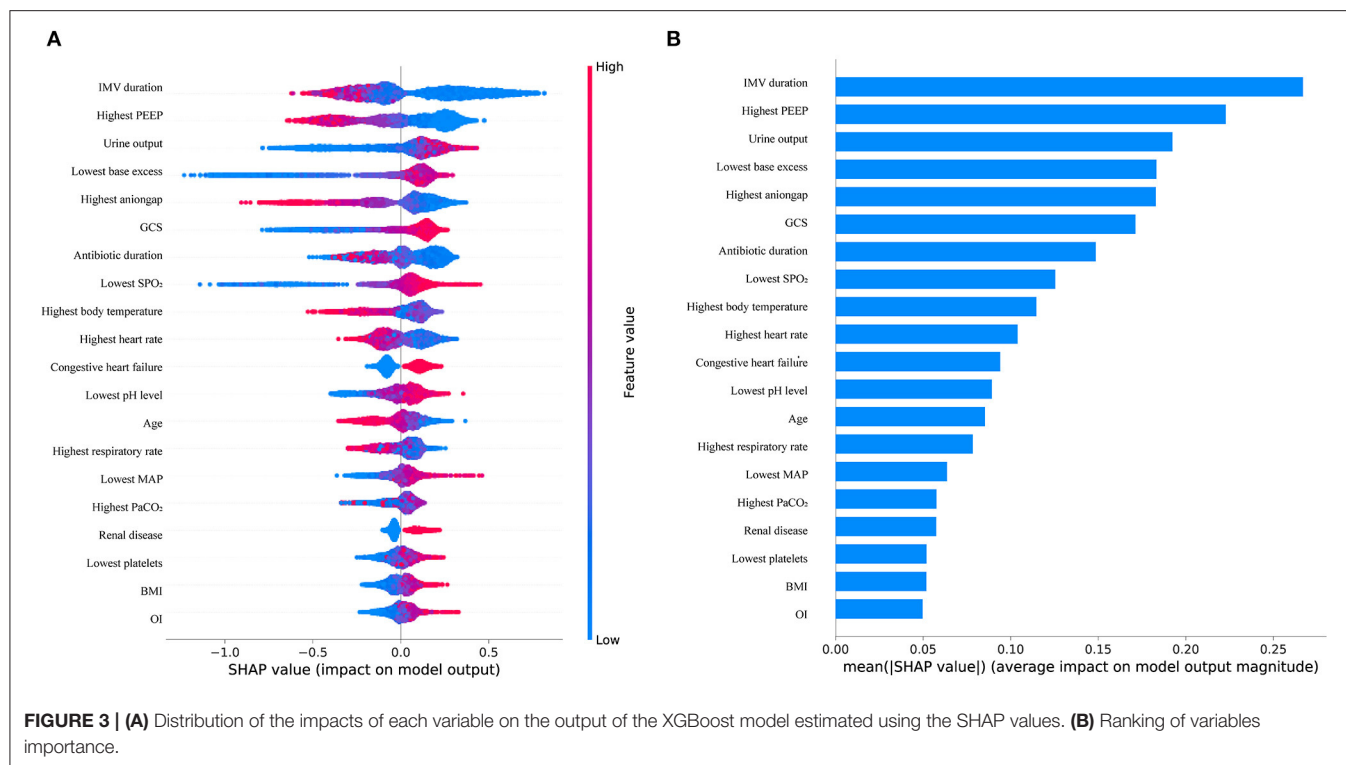 A
IMV duration
Highest PEEP
Urine output
Lowest base excess
Highest aniongap
GCS
Antibiotic duration
Lowest SPO₂
Highest body temperature
Highest heart rate
Congestive heart failure
Lowest pH level
Age
Highest respiratory rate
Lowest MAP
Highest PaCO₂
Renal disease
Lowest platelets
BMI
OI
−1.0 −0.5 0.0 0.5
SHAP value (impact on model output)
High
Feature value
Low
B
IMV duration
Highest PEEP
Urine output
Lowest base excess
Highest aniongap
GCS
Antibiotic duration
Lowest SPO₂
Highest body temperature
Highest heart rate
Congestive heart failure
Lowest pH level
Age
Highest respiratory rate
Lowest MAP
Highest PaCO₂
Renal disease
Lowest platelets
BMI
OI
0.00 0.05 0.10 0.15 0.20 0.25
mean(|SHAP value|) (average impact on model output magnitude)
FIGURE 3 | (A) Distribution of the impacts of each variable on the output of the XGBoost model estimated using the SHAP values. (B) Ranking of variables
importance.